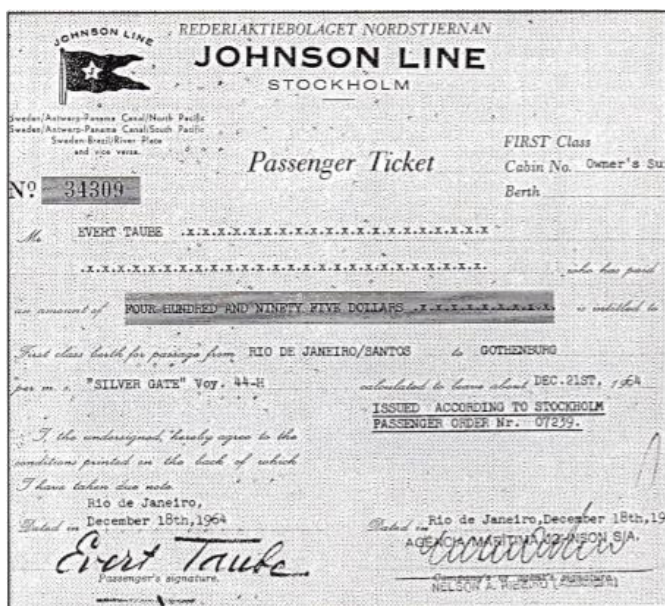 JOHNSON LINE
J
REDERIAKTIEBOLAGET NORDSTJERNAN
JOHNSON LINE
STOCKHOLM
Sweden/Antwerp-Panama Canal/North Pacific
Sweden/Antwerp-Panama Canal/South Pacific
Sweden-Brazil/River Plate
and vice versa.
Passenger Ticket
FIRST Class
Cabin No. Owner's Su
Berth
No 34309
M EVERT TAUBE .x.x.x.x.x.x.x.x.x.x.x.x.x.x.x.x.x.x.x.x.x.x
.x.x.x.x.x.x.x.x.x.x.x.x.x.x.x.x.x.x.x.x.x.x.x.x.x.x.x.x. who has paid
an amount of FOUR HUNDRED AND NINETY FIVE DOLLARS .x.x.x.x.x.x.x.x.x. is entitled to
First class berth for passage from RIO DE JANEIRO/SANTOS to GOTHENBURG
per m. s. "SILVER GATE" Voy. 44-H calculated to leave about DEC.21ST, 1964
ISSUED ACCORDING TO STOCKHOLM
PASSENGER ORDER Nr. 07239.
I, the undersigned, hereby agree to the
conditions printed on the back of which
I have taken due note.
Rio de Janeiro,
Dated in December 18th,1964
Dated in Rio de Janeiro,December 18th,19
AGENCIA MARITIMA JOHNSON S/A.
Evert Taube
Passenger's signature.
signature.
NELSON A. RIBEIRO